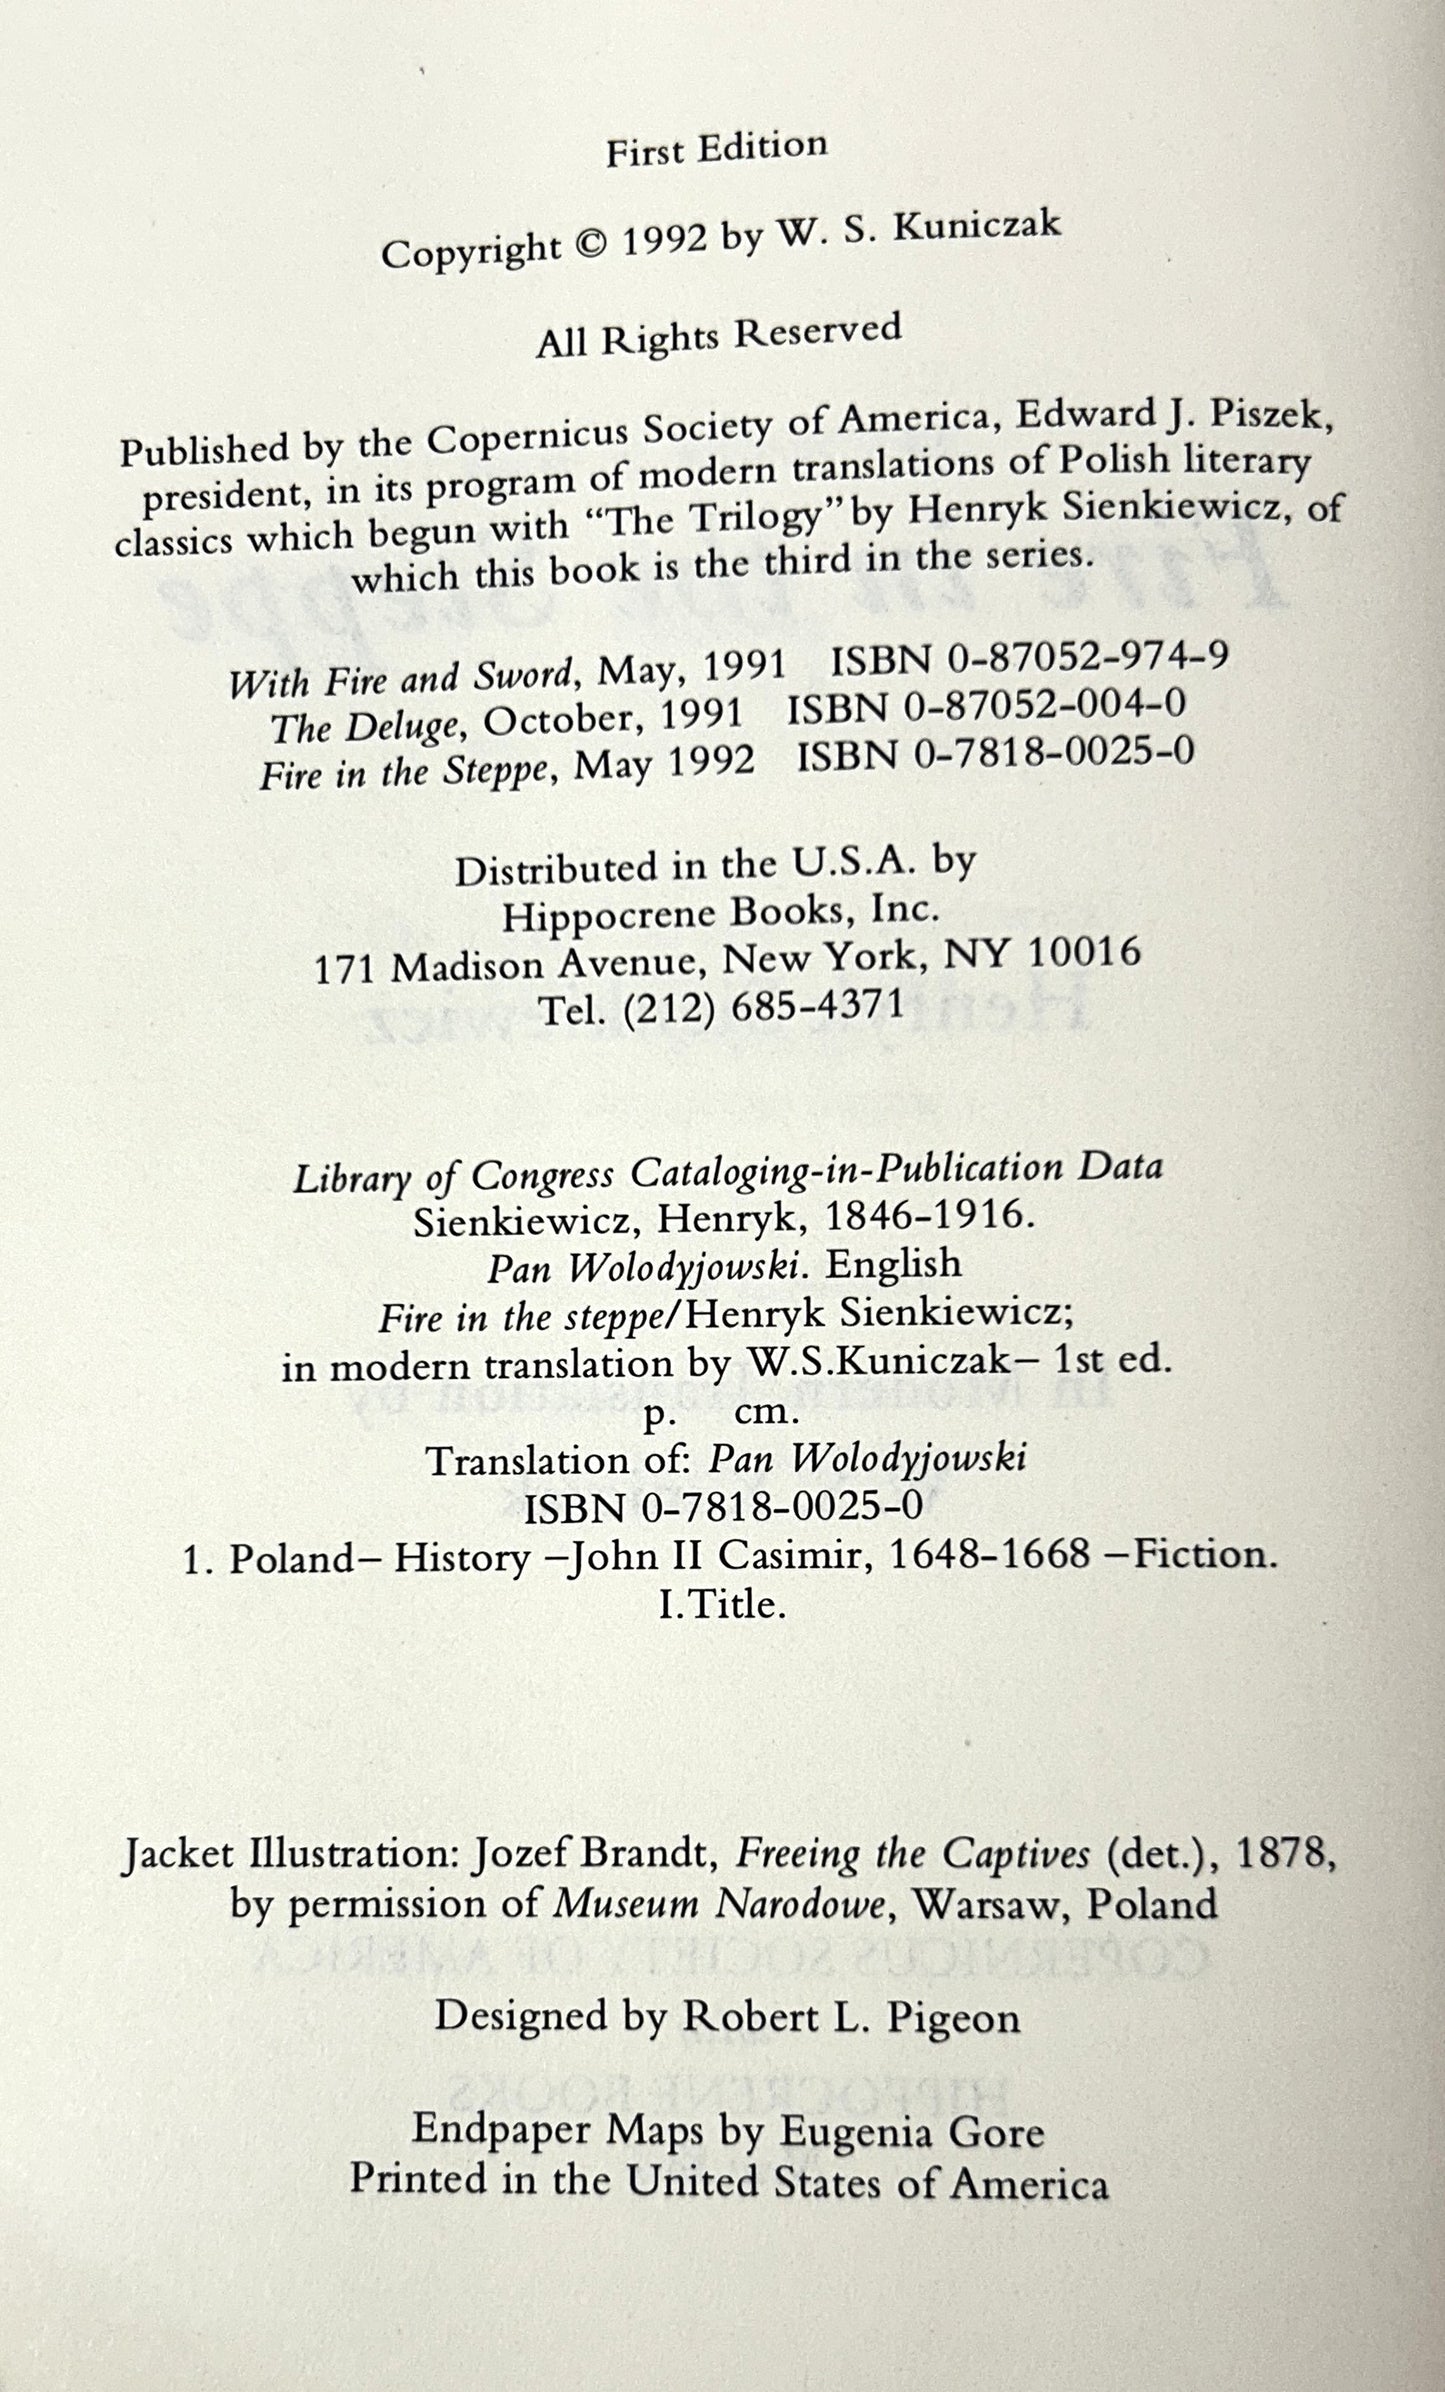 First Edition
Copyright © 1992 by W. S. Kuniczak
All Rights Reserved
Published by the Copernicus Society of America, Edward J. Piszek,
president, in its program of modern translations of Polish literary
classics which begun with “The Trilogy” by Henryk Sienkiewicz, of
which this book is the third in the series.
With Fire and Sword, May, 1991 ISBN 0-87052-974-9
The Deluge, October, 1991 ISBN 0-87052-004-0
Fire in the Steppe, May 1992 ISBN 0-7818-0025-0
Distributed in the U.S.A. by
Hippocrene Books, Inc.
171 Madison Avenue, New York, NY 10016
Tel. (212) 685-4371
Library of Congress Cataloging-in-Publication Data
Sienkiewicz, Henryk, 1846-1916.
Pan Wolodyjowski. English
Fire in the steppe/Henryk Sienkiewicz;
in modern translation by W.S.Kuniczak— 1st ed.
p. cm.
Translation of: Pan Wolodyjowski
ISBN 0-7818-0025-0
1. Poland— History —John II Casimir, 1648-1668 —Fiction.
I.Title.
Jacket Illustration: Jozef Brandt, Freeing the Captives (det.), 1878,
by permission of Museum Narodowe, Warsaw, Poland
Designed by Robert L. Pigeon
Endpaper Maps by Eugenia Gore
Printed in the United States of America